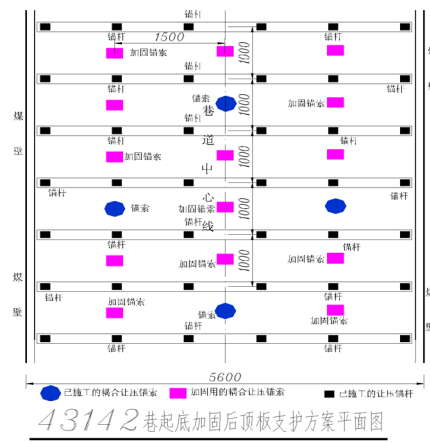 锚杆
锚杆
1500
加固锚索
1000
锚杆
锚杆
锚索
1000
加固锚索
锚杆
煤壁
巷道中心线
锚杆
锚杆
加固锚索
1000
锚杆
锚杆
锚索
加固锚索
锚杆
锚杆
锚杆
加固锚索
1000
加固锚索
煤壁
锚杆
加固锚索
锚杆
锚索
加固锚索
锚杆
锚杆
5600
已施工的耦合让压锚索
加固用的耦合让压锚索
已施工的让压锚杆
43142巷起底加固后顶板支护方案平面图